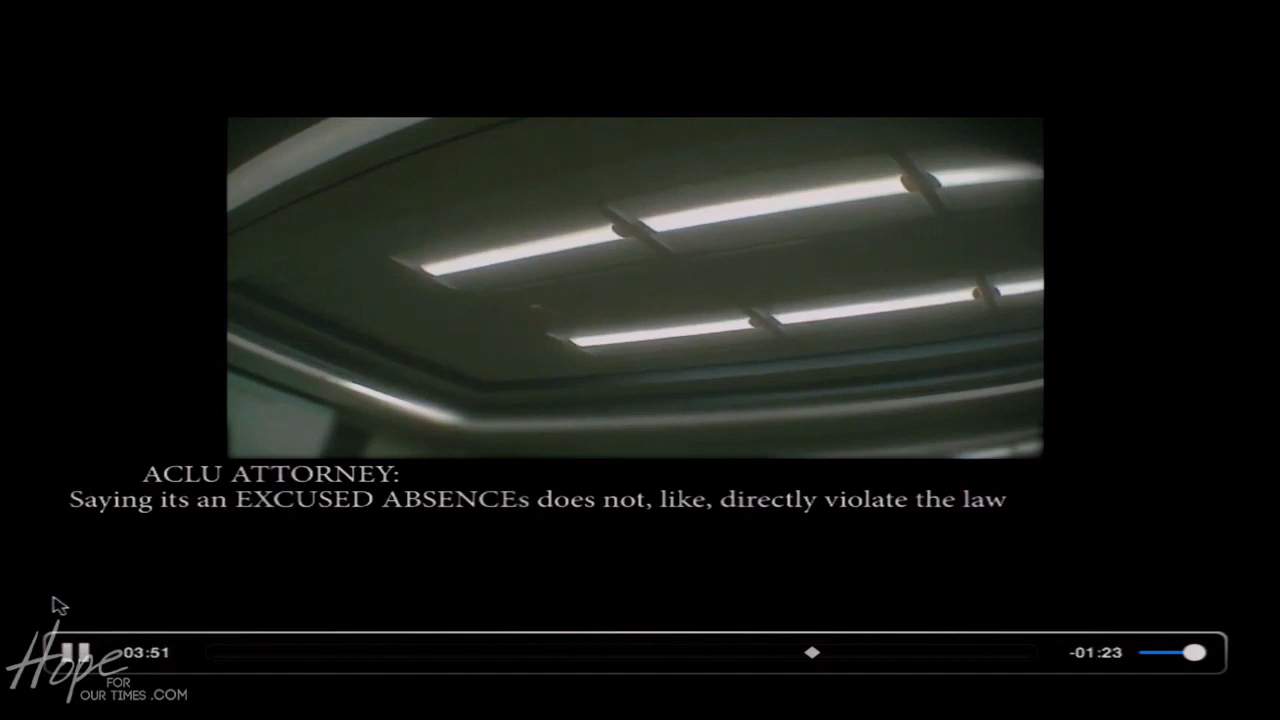 ACLU ATTORNEY:
Saying its an EXCUSED ABSENCEs does not, like, directly violate the law
03:51
-01:23
Hope
FOR
OUR TIMES .COM